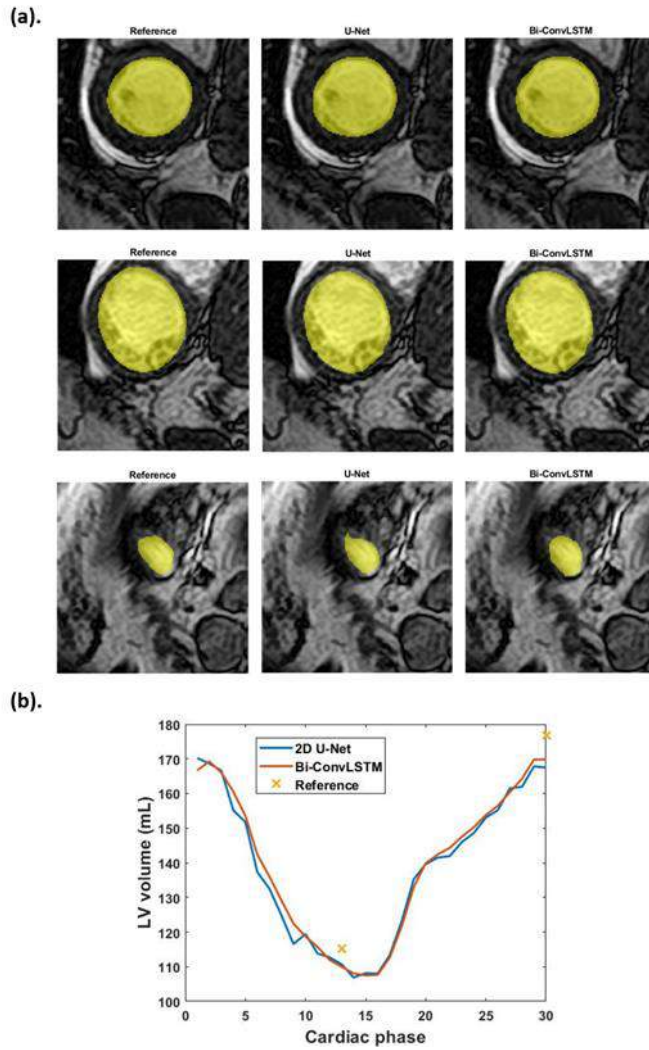 (a).
Reference U-Net Bi-ConvLSTM
Reference U-Net Bi-ConvLSTM
Reference U-Net Bi-ConvLSTM
(b).
180
170
160
150
140
130
120
110
100
LV volume (mL)
2D U-Net
Bi-ConvLSTM
Reference
0 5 10 15 20 25 30
Cardiac phase